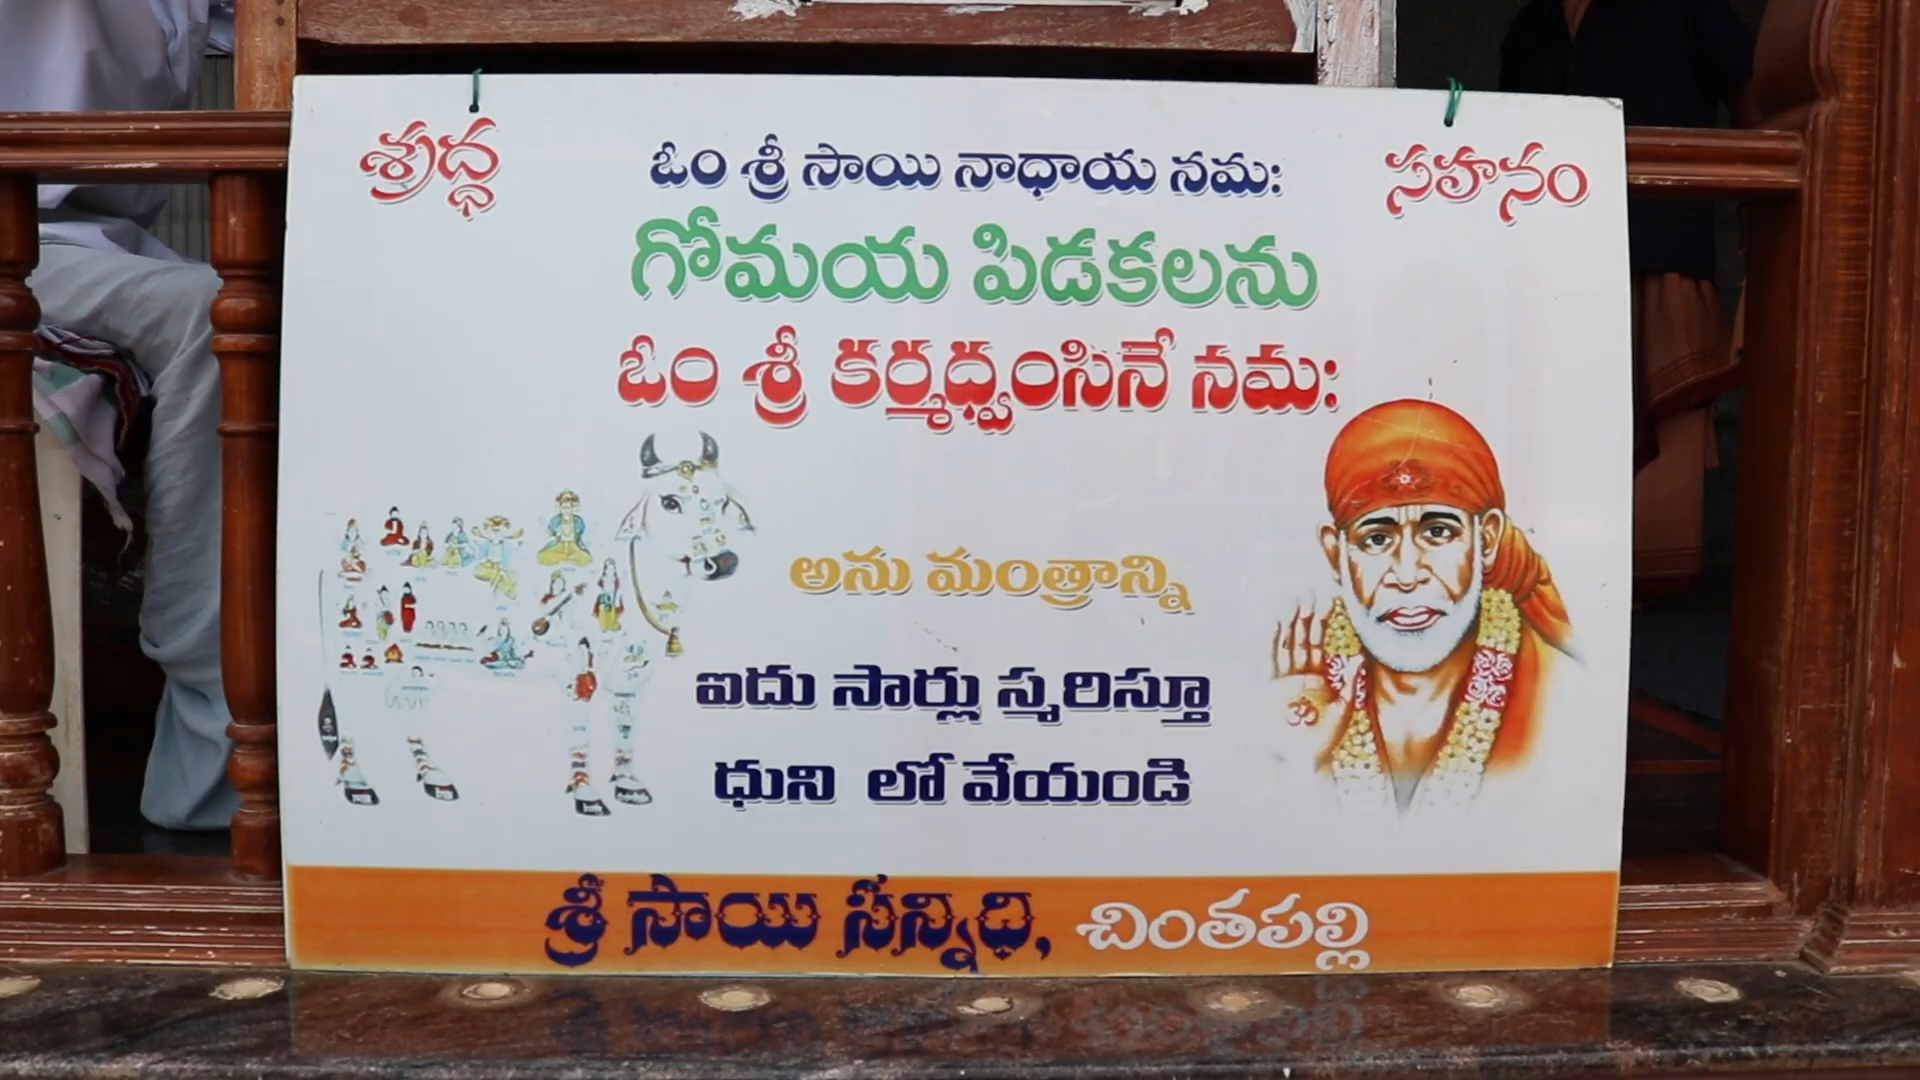 శ్రద్ధ
ఓం శ్రీ సాయి నాధాయ నమ:
సహనం
గోమయ పిడకలను
ఓం శ్రీ కర్మధ్వంసినే నమ:
అను మంత్రాన్ని
ఐదు సార్లు స్మరిస్తూ
ధుని లో వేయండి
శ్రీ సాయి సన్నిధి, చింతపల్లి